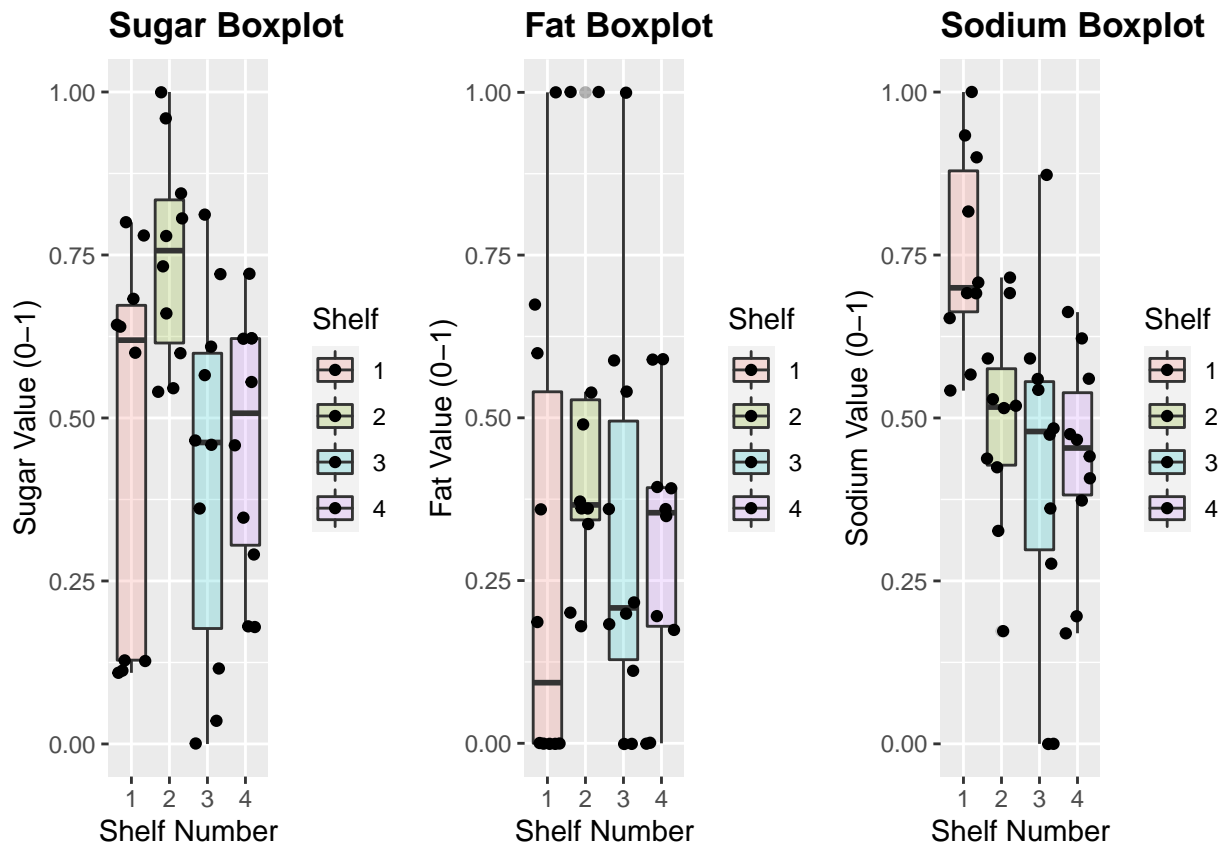 Sugar Boxplot
Sugar Value (0–1)
1.00
0.75
0.50
0.25
0.00
1 2 3 4
Shelf Number
Shelf
1
2
3
4
Fat Boxplot
Fat Value (0–1)
1.00
0.75
0.50
0.25
0.00
1 2 3 4
Shelf Number
Shelf
1
2
3
4
Sodium Boxplot
Sodium Value (0–1)
1.00
0.75
0.50
0.25
0.00
1 2 3 4
Shelf Number
Shelf
1
2
3
4